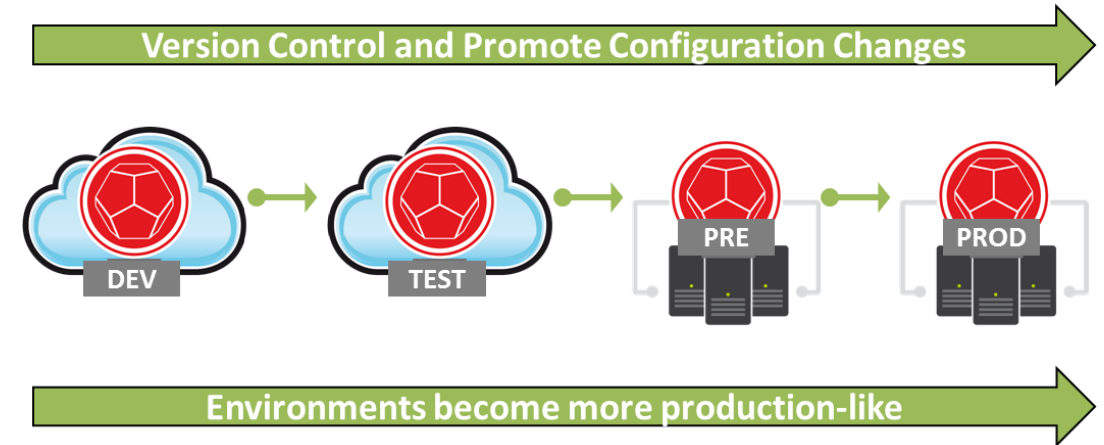 Version Control and Promote Configuration Changes
DEV
TEST
PRE
PROD
Environments become more production-like